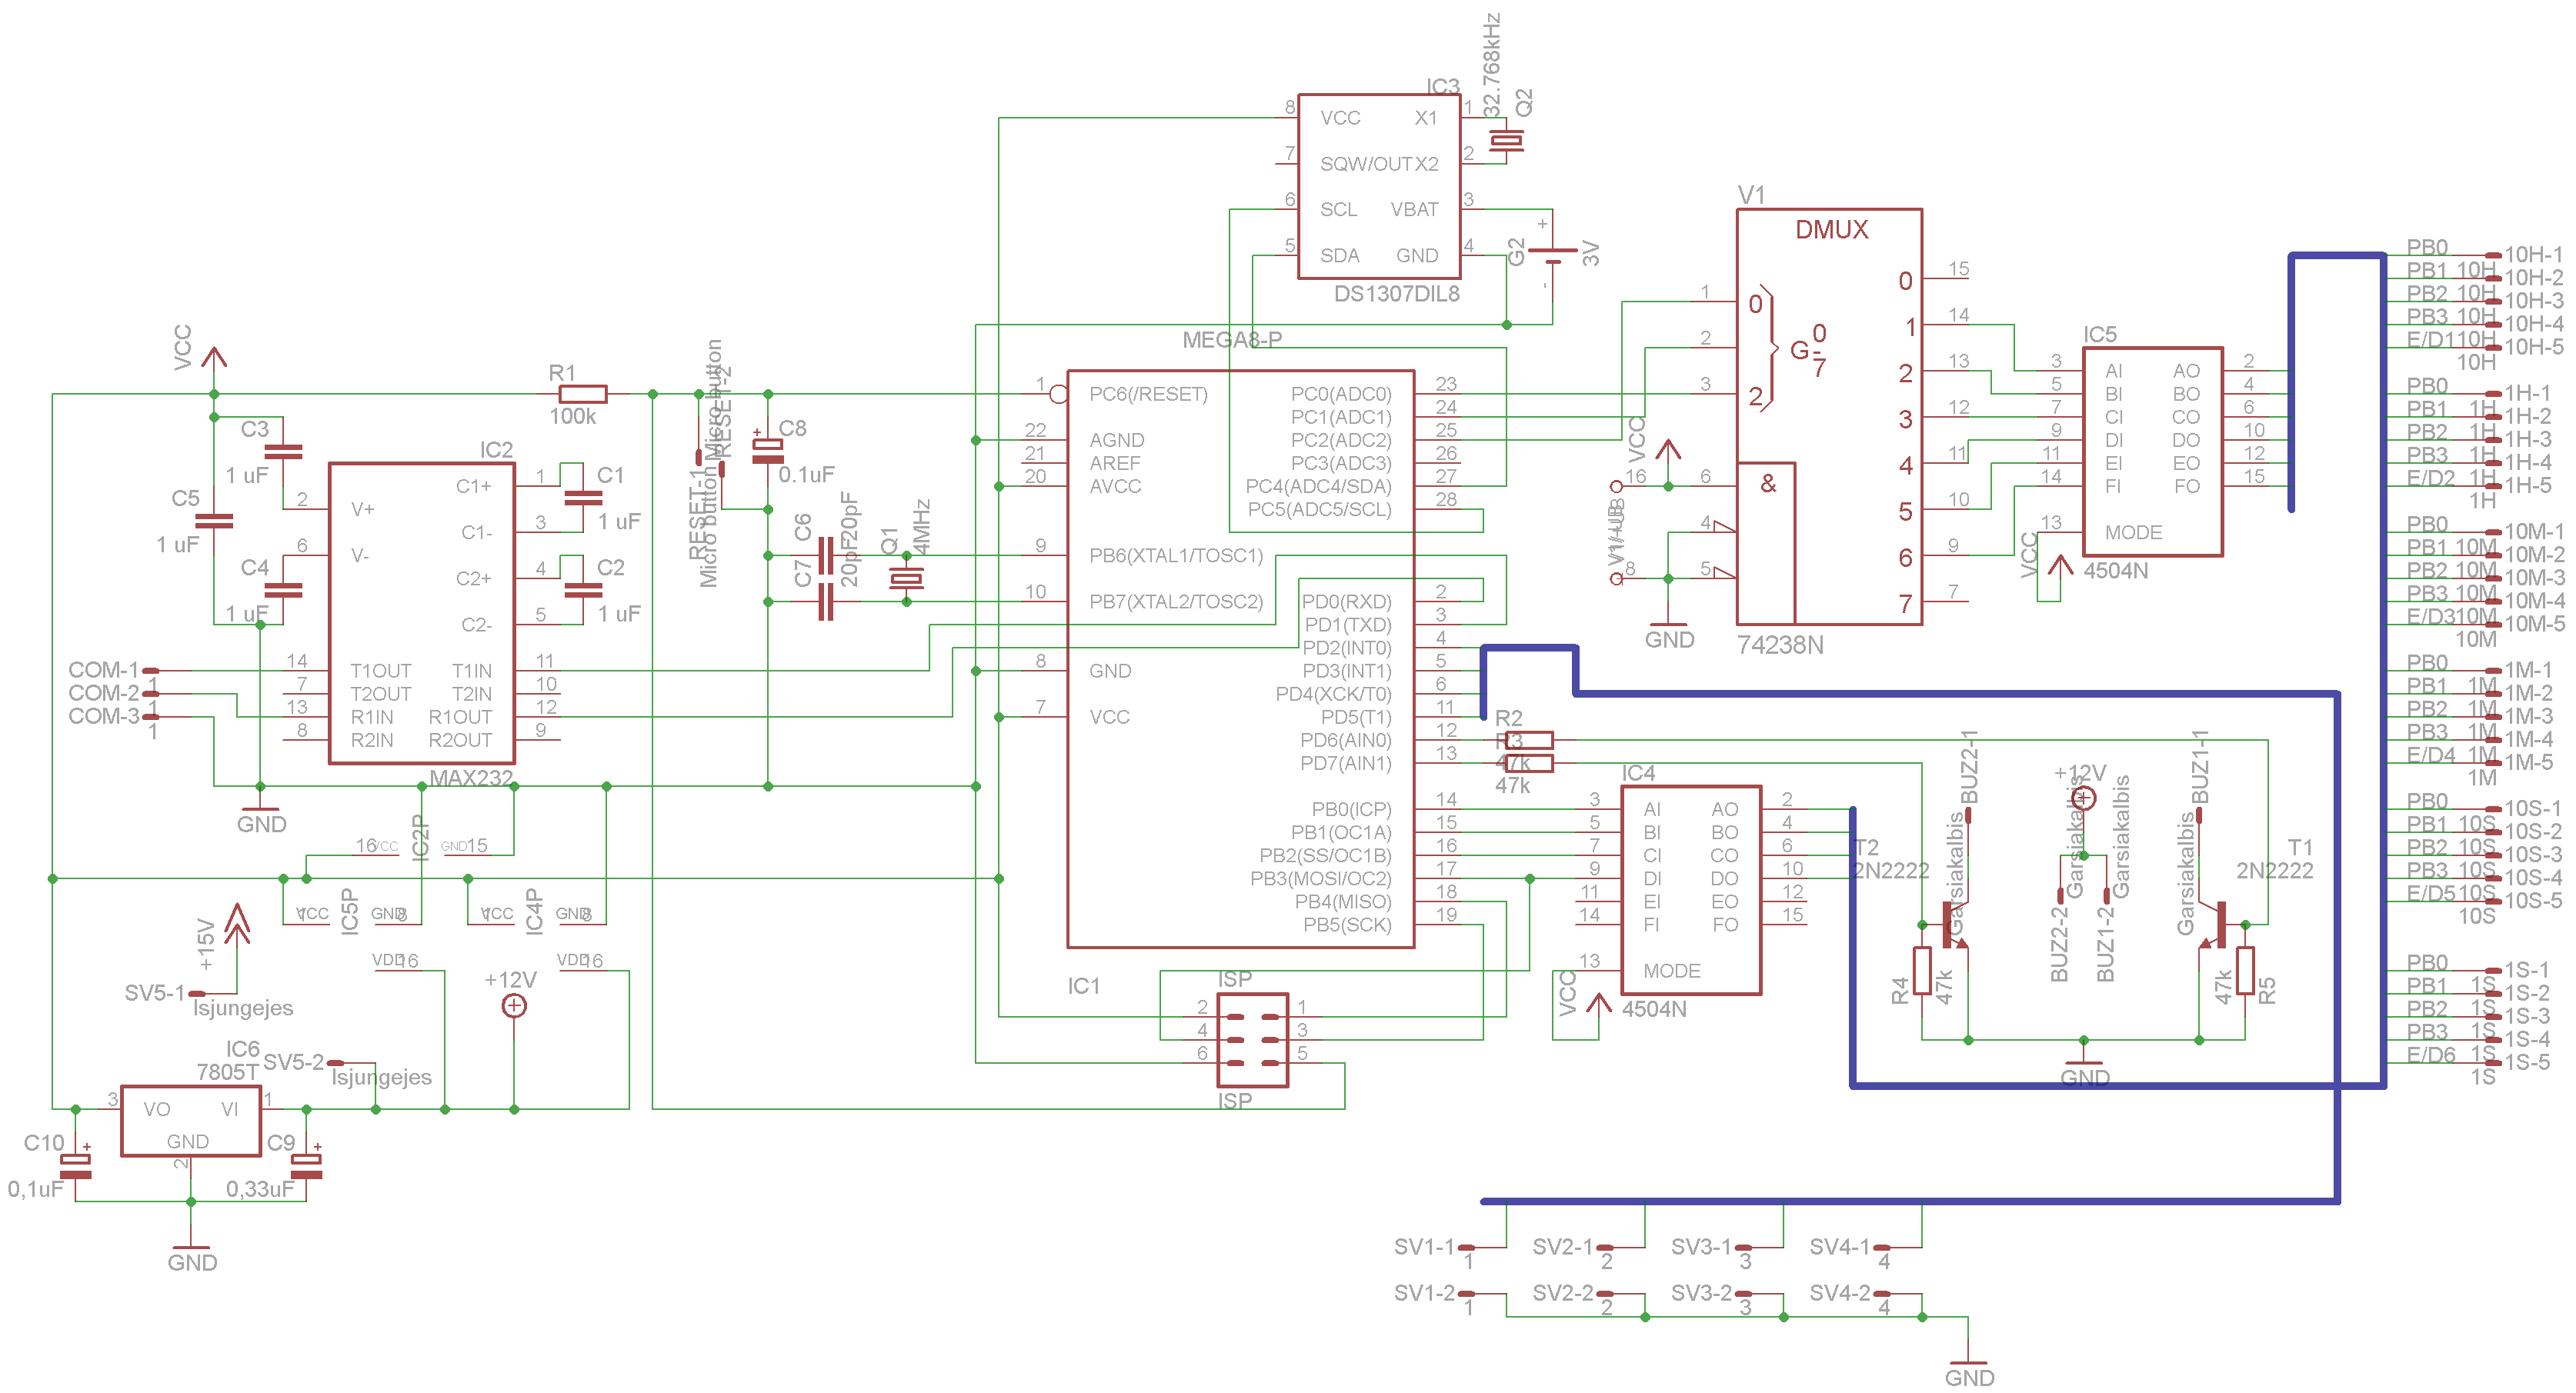 32.768kHz
Q2
IC3
8 VCC X1 1
7 SQW/OUT X2 2
6 SCL VBAT 3
5 SDA GND 4
DS1307DIL8
G2
+
-
3V
V1
DMUX
0 15
1 14
2 13
3 12
4 11
5 10
6 9
7 7
1 0
2
3 2
G 0
-
7
&
6
4
5
74238N
VCC
16
8
GND
IC5
3 AI AO 2
5 BI BO 4
7 CI CO 6
9 DI DO 10
11 EI EO 12
14 FI FO 15
13 MODE
4504N
VCC
MEGA8-P
1 PC6(/RESET)
22 AGND
21 AREF
20 AVCC
9 PB6(XTAL1/TOSC1)
10 PB7(XTAL2/TOSC2)
8 GND
7 VCC
PC0(ADC0) 23
PC1(ADC1) 24
PC2(ADC2) 25
PC3(ADC3) 26
PC4(ADC4/SDA) 27
PC5(ADC5/SCL) 28
PD0(RXD) 2
PD1(TXD) 3
PD2(INT0) 4
PD3(INT1) 5
PD4(XCK/T0) 6
PD5(T1) 11
PD6(AIN0) 12
PD7(AIN1) 13
PB0(ICP) 14
PB1(OC1A) 15
PB2(SS/OC1B) 16
PB3(MOSI/OC2) 17
PB4(MISO) 18
PB5(SCK) 19
IC1
VCC
R1
100k
C3
1 uF
C5
1 uF
C4
1 uF
IC2
2 V+
6 V-
C1+ 1
C1- 3
C2+ 4
C2- 5
14 T1OUT T1IN 11
7 T2OUT T2IN 10
13 R1IN R1OUT 12
8 R2IN R2OUT 9
MAX232
C1
1 uF
C2
1 uF
COM-1
1
COM-2
1
COM-3
1
GND
RESET-1
Micro button
RESET-2
Micro button
+
C8
0.1uF
C6
20pF
C7
20pF
Q1
4MHz
16 VCC IC2P GND 15
VCC 1 IC5P GND 8
VDD 16
VCC 1 IC4P GND 8
VDD 16
+15V
SV5-1
Isjungejes
+12V
SV5-2
Isjungejes
IC6
7805T
3 VO VI 1
GND
2
C10
+
0,1uF
C9
+
0,33uF
GND
ISP
2 1
4 3
6 5
ISP
R2
R3
47k
47k
IC4
3 AI AO 2
5 BI BO 4
7 CI CO 6
9 DI DO 10
11 EI EO 12
14 FI FO 15
13 MODE
4504N
VCC
T2
2N2222
BUZ2-1
Garsiakalbis
+12V
Garsiakalbis
Garsiakalbis
BUZ2-2
BUZ1-2
BUZ1-1
Garsiakalbis
T1
2N2222
R4
47k
47k
R5
GND
PB0 10H-1
10H
PB1 10H-2
10H
PB2 10H-3
10H
PB3 10H-4
10H
E/D1 10H-5
10H
PB0 1H-1
1H
PB1 1H-2
1H
PB2 1H-3
1H
PB3 1H-4
1H
E/D2 1H-5
1H
PB0 10M-1
10M
PB1 10M-2
10M
PB2 10M-3
10M
PB3 10M-4
10M
E/D3 10M-5
10M
PB0 1M-1
1M
PB1 1M-2
1M
PB2 1M-3
1M
PB3 1M-4
1M
E/D4 1M-5
1M
PB0 10S-1
10S
PB1 10S-2
10S
PB2 10S-3
10S
PB3 10S-4
10S
E/D5 10S-5
10S
PB0 1S-1
1S
PB1 1S-2
1S
PB2 1S-3
1S
PB3 1S-4
1S
E/D6 1S-5
1S
SV1-1 SV2-1 SV3-1 SV4-1
1 2 3 4
SV1-2 SV2-2 SV3-2 SV4-2
1 2 3 4
GND